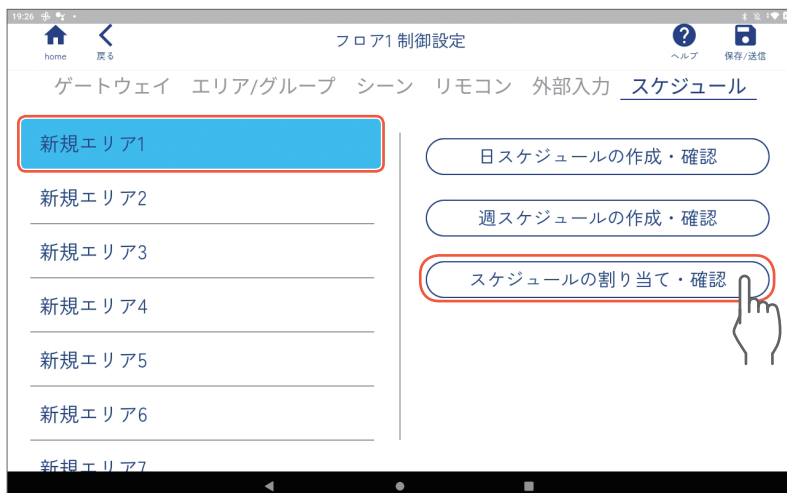 19:26
フロア1 制御設定
home 戻る ヘルプ 保存/送信
ゲートウェイ エリア/グループ シーン リモコン 外部入力 スケジュール
新規エリア1
新規エリア2
新規エリア3
新規エリア4
新規エリア5
新規エリア6
新規エリア7
日スケジュールの作成・確認
週スケジュールの作成・確認
スケジュールの割り当て・確認